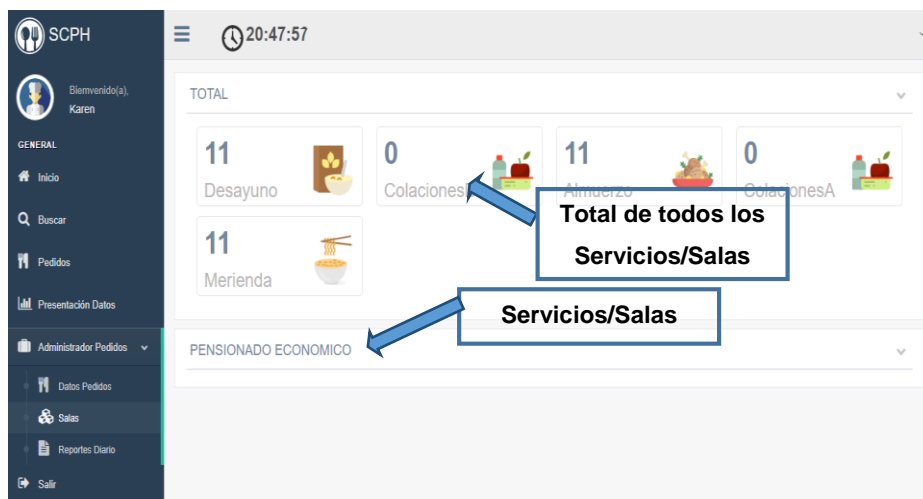 SCPH
20:47:57
Bienvenido(a),
Karen
GENERAL
Inicio
Buscar
Pedidos
Presentación Datos
Administrador Pedidos
Datos Pedidos
Salas
Reportes Diario
Salir
TOTAL
11
Desayuno
0
Colaciones
11
Almuerzo
0
ColacionesA
11
Merienda
Total de todos los
Servicios/Salas
Servicios/Salas
PENSIONADO ECONOMICO